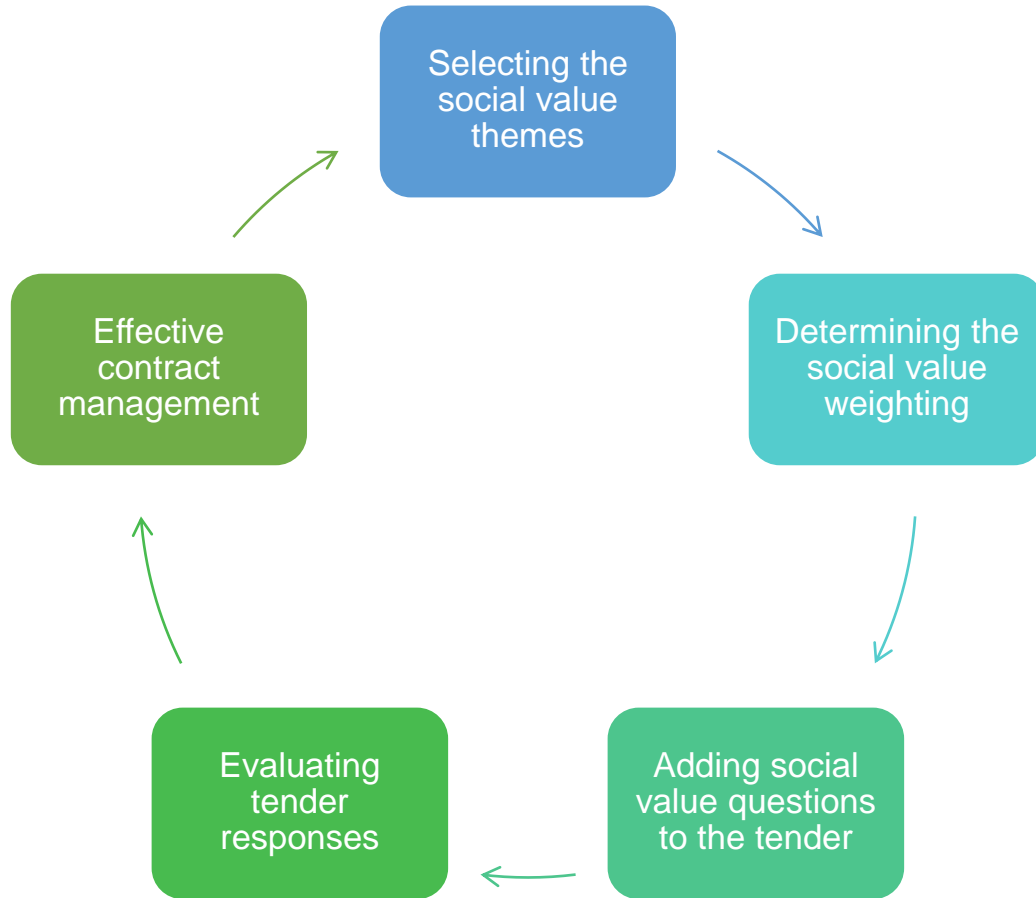 Selecting the
social value
themes
Determining the
social value
weighting
Adding social
value questions
to the tender
Evaluating
tender
responses
Effective
contract
management